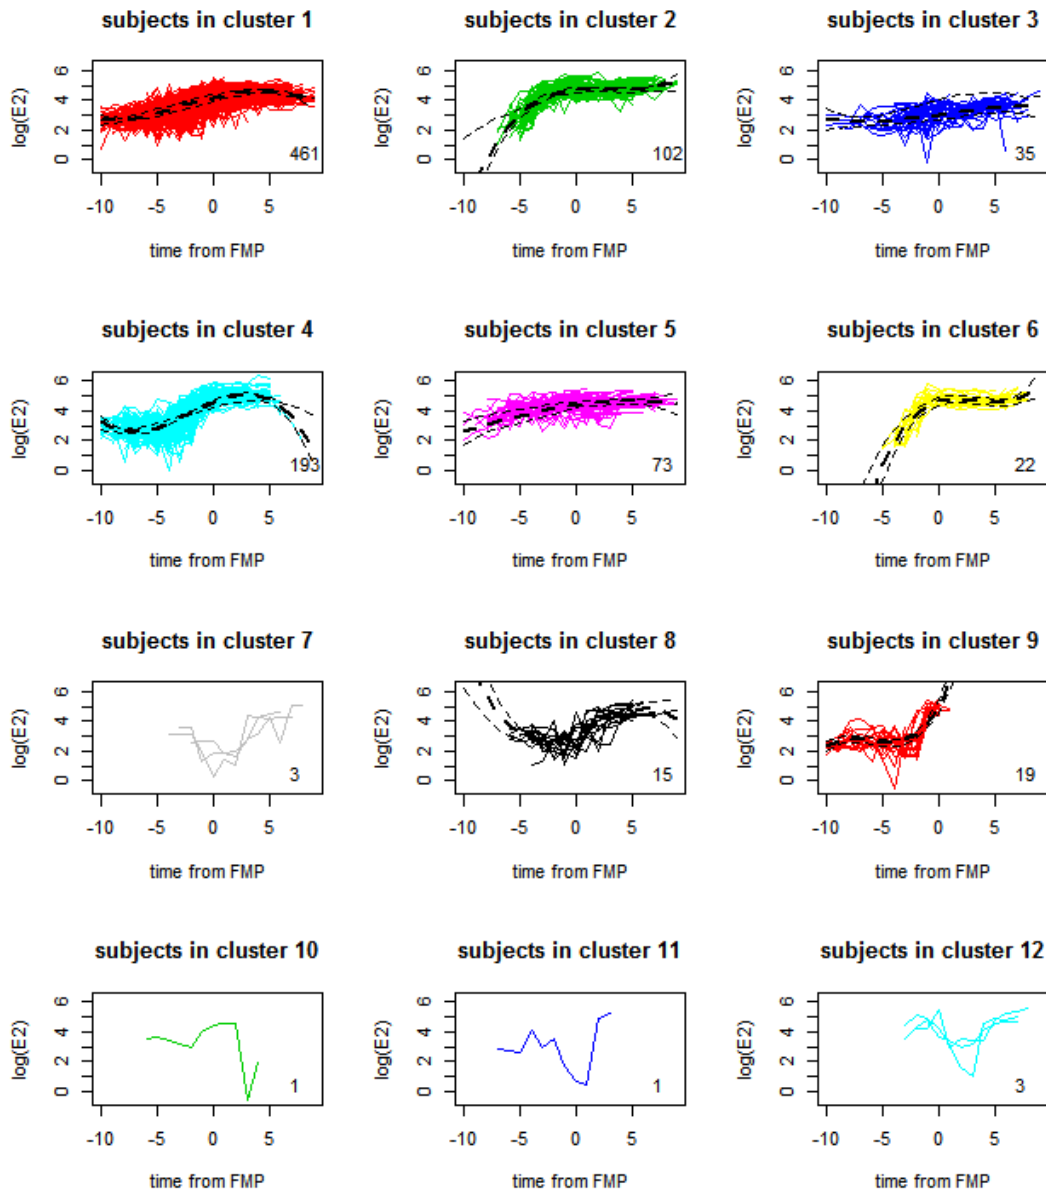 subjects in cluster 1
subjects in cluster 2
subjects in cluster 3
log(E2)
0 2 4 6
461
-10 -5 0 5
time from FMP
log(E2)
0 2 4 6
102
-10 -5 0 5
time from FMP
log(E2)
0 2 4 6
35
-10 -5 0 5
time from FMP
subjects in cluster 4
subjects in cluster 5
subjects in cluster 6
log(E2)
0 2 4 6
193
-10 -5 0 5
time from FMP
log(E2)
0 2 4 6
73
-10 -5 0 5
time from FMP
log(E2)
0 2 4 6
22
-10 -5 0 5
time from FMP
subjects in cluster 7
subjects in cluster 8
subjects in cluster 9
log(E2)
0 2 4 6
3
-10 -5 0 5
time from FMP
log(E2)
0 2 4 6
15
-10 -5 0 5
time from FMP
log(E2)
0 2 4 6
19
-10 -5 0 5
time from FMP
subjects in cluster 10
subjects in cluster 11
subjects in cluster 12
log(E2)
0 2 4 6
1
-10 -5 0 5
time from FMP
log(E2)
0 2 4 6
1
-10 -5 0 5
time from FMP
log(E2)
0 2 4 6
3
-10 -5 0 5
time from FMP